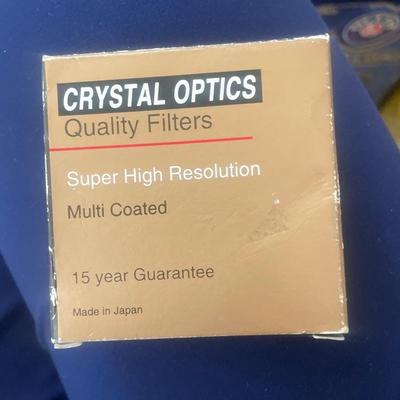 CRYSTAL OPTICS
Quality Filters
Super High Resolution
Multi Coated
15 year Guarantee
Made in Japan